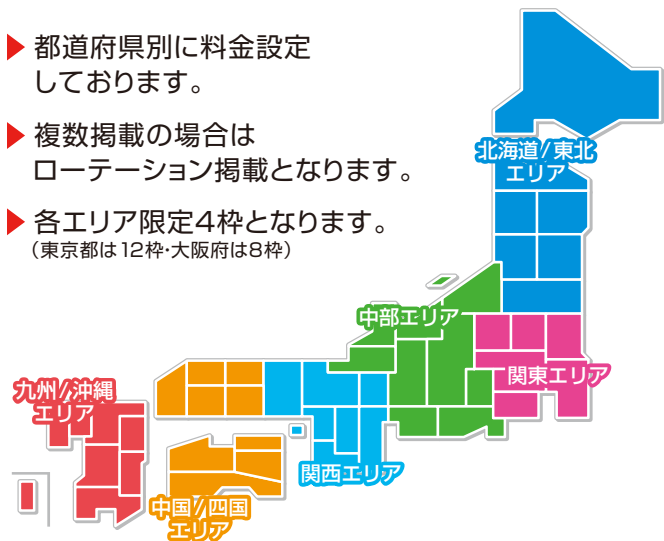 都道府県別に料金設定
しております。
複数掲載の場合は
ローテーション掲載となります。
各エリア限定4枠となります。
（東京都は12枠・大阪府は8枠）
北海道/東北
エリア
中部エリア
関東エリア
九州/沖縄
エリア
関西エリア
中国/四国
エリア